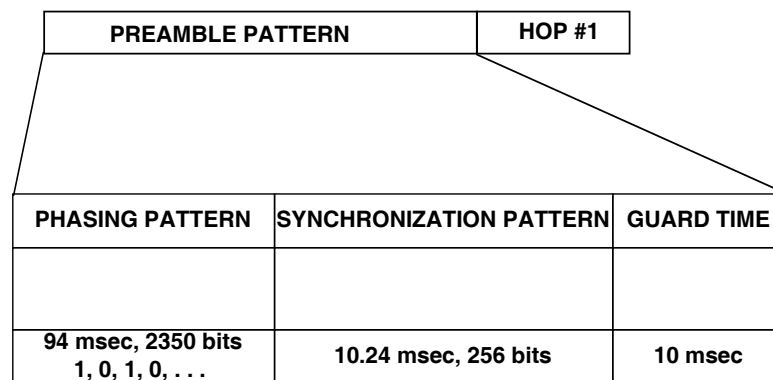 PREAMBLE PATTERN
HOP #1
PHASING PATTERN
SYNCHRONIZATION PATTERN
GUARD TIME
94 msec, 2350 bits
1, 0, 1, 0, . . .
10.24 msec, 256 bits
10 msec